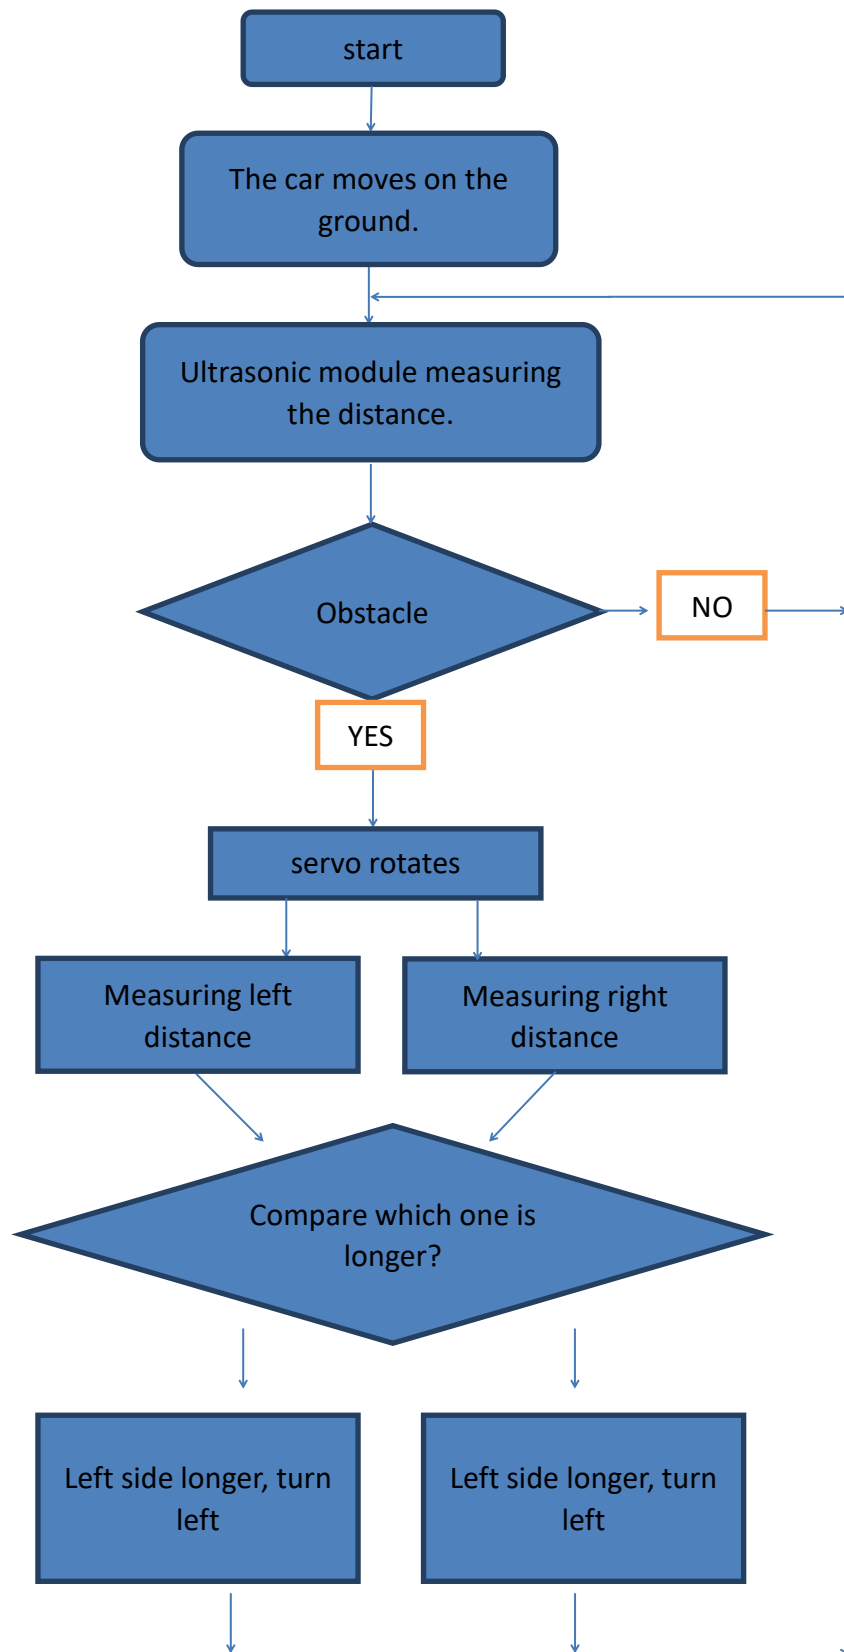 start
The car moves on the
ground.
Ultrasonic module measuring
the distance.
Obstacle
NO
YES
servo rotates
Measuring left
distance
Measuring right
distance
Compare which one is
longer?
Left side longer, turn
left
Left side longer, turn
left